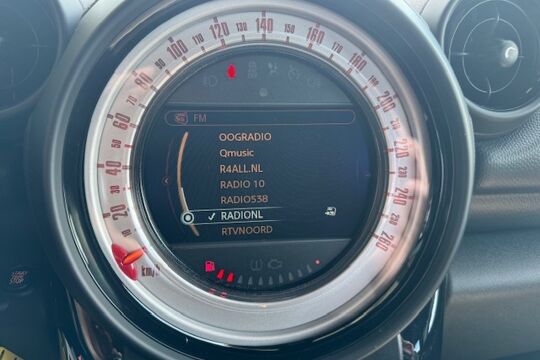 FM
OOGRADIO
Qmusic
R4ALL.NL
RADIO 10
RADIO538
RADIONL
RTVNOORD
20
40
60
80
100
120
140
160
180
200
220
240
260
km/h
START
STOP